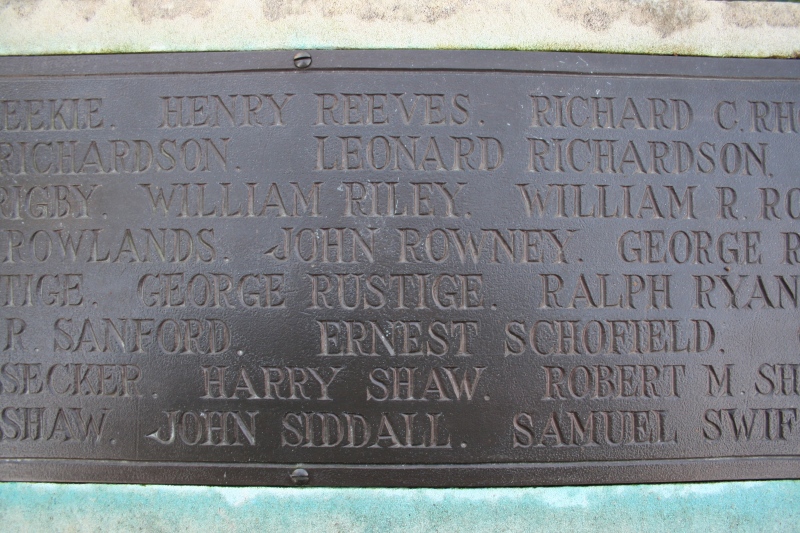 EEKIE. HENRY REEVES. RICHARD C. RH
RICHARDSON. LEONARD RICHARDSON.
RIGBY. WILLIAM RILEY. WILLIAM R. RO
ROWLANDS. JOHN ROWNEY. GEORGE R
TIGE. GEORGE RUSTIGE. RALPH RYAN
R. SANFORD. ERNEST SCHOFIELD.
SECKER. HARRY SHAW. ROBERT M. SH
SHAW. JOHN SIDDALL. SAMUEL SWIF